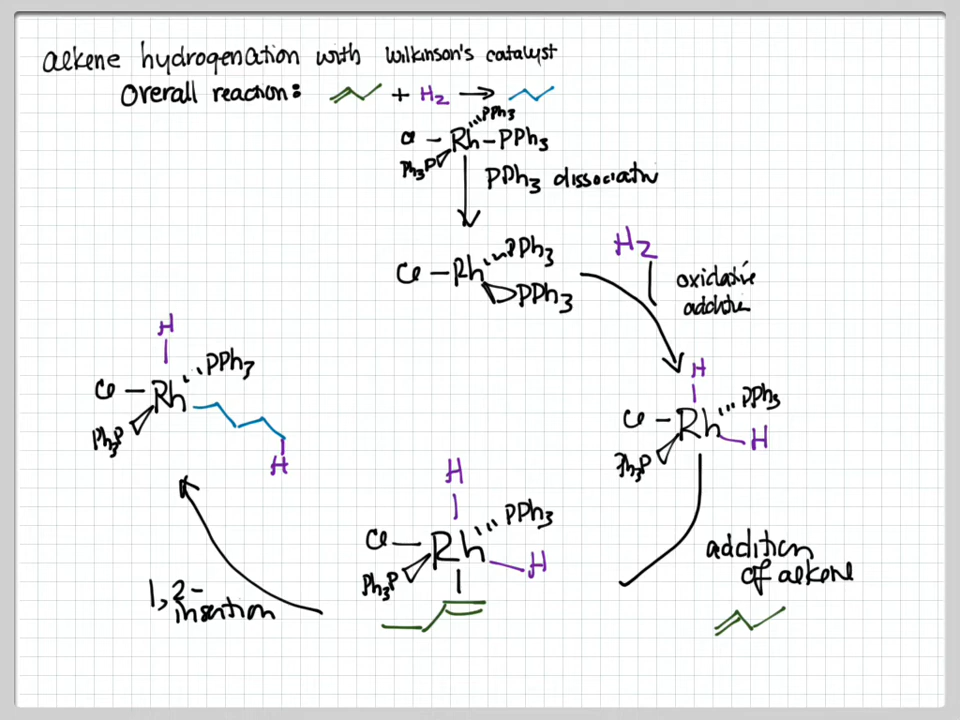 alkene hydrogenation with Wilkinson's catalyst
Overall reaction: + H2 →
PPh3
Cl – Rh – PPh3
Ph3P
PPh3 dissociatn
PPh3
Cl – Rh
PPh3
H2
oxidative
addition
H
PPh3
Cl – Rh
Ph3P
H
H
PPh3
Cl – Rh
Ph3P
H
addition
of alkene
H
PPh3
Cl – Rh
Ph3P
H
1,2-
insertion